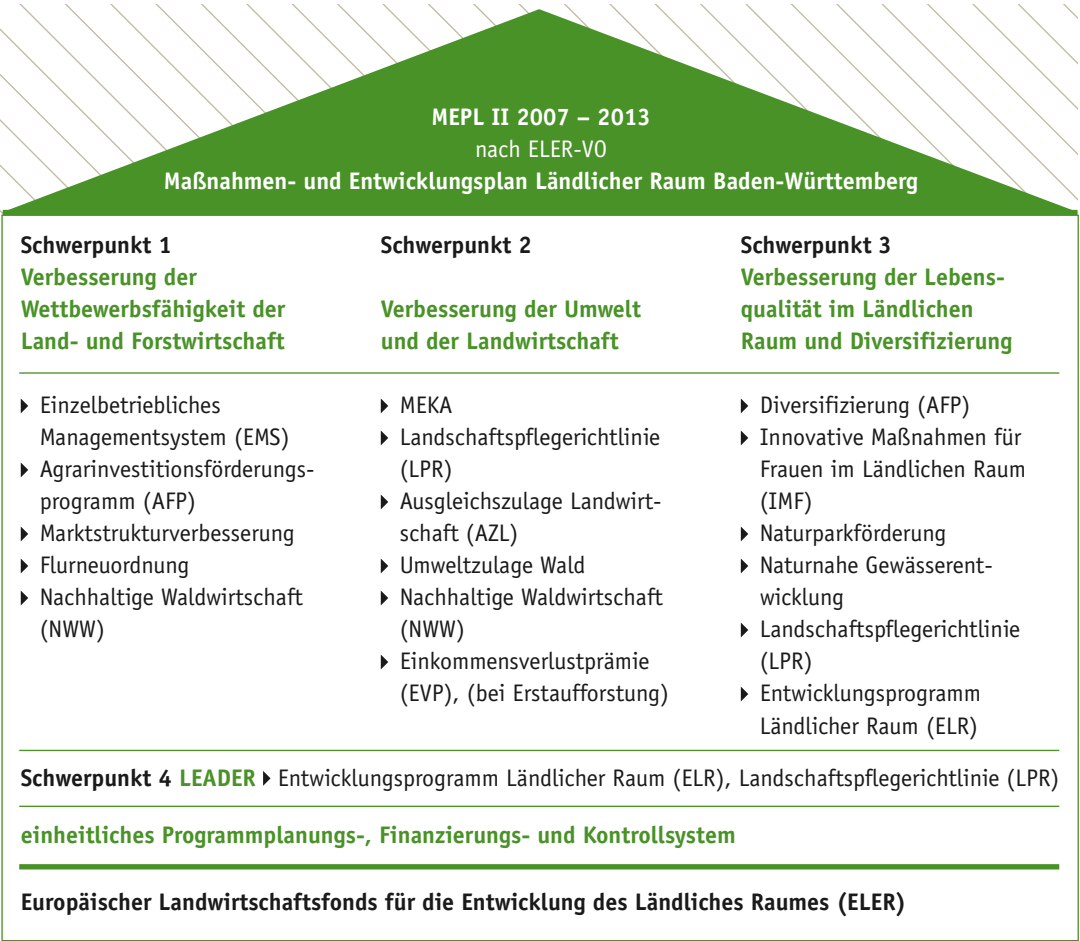 MEPL II 2007 – 2013
nach ELER-VO
Maßnahmen- und Entwicklungsplan Ländlicher Raum Baden-Württemberg
Schwerpunkt 1
Verbesserung der
Wettbewerbsfähigkeit der
Land- und Forstwirtschaft
Einzelbetriebliches
Managementsystem (EMS)
Agrarinvestitionsförderungs-
programm (AFP)
Marktstrukturverbesserung
Flurneuordnung
Nachhaltige Waldwirtschaft
(NWW)
Schwerpunkt 2
Verbesserung der Umwelt
und der Landwirtschaft
MEKA
Landschaftspflegerichtlinie
(LPR)
Ausgleichszulage Landwirt-
schaft (AZL)
Umweltzulage Wald
Nachhaltige Waldwirtschaft
(NWW)
Einkommensverlustprämie
(EVP), (bei Erstaufforstung)
Schwerpunkt 3
Verbesserung der Lebens-
qualität im Ländlichen
Raum und Diversifizierung
Diversifizierung (AFP)
Innovative Maßnahmen für
Frauen im Ländlichen Raum
(IMF)
Naturparkförderung
Naturnahe Gewässerent-
wicklung
Landschaftspflegerichtlinie
(LPR)
Entwicklungsprogramm
Ländlicher Raum (ELR)
Schwerpunkt 4 LEADER Entwicklungsprogramm Ländlicher Raum (ELR), Landschaftspflegerichtlinie (LPR)
einheitliches Programmplanungs-, Finanzierungs- und Kontrollsystem
Europäischer Landwirtschaftsfonds für die Entwicklung des Ländliches Raumes (ELER)